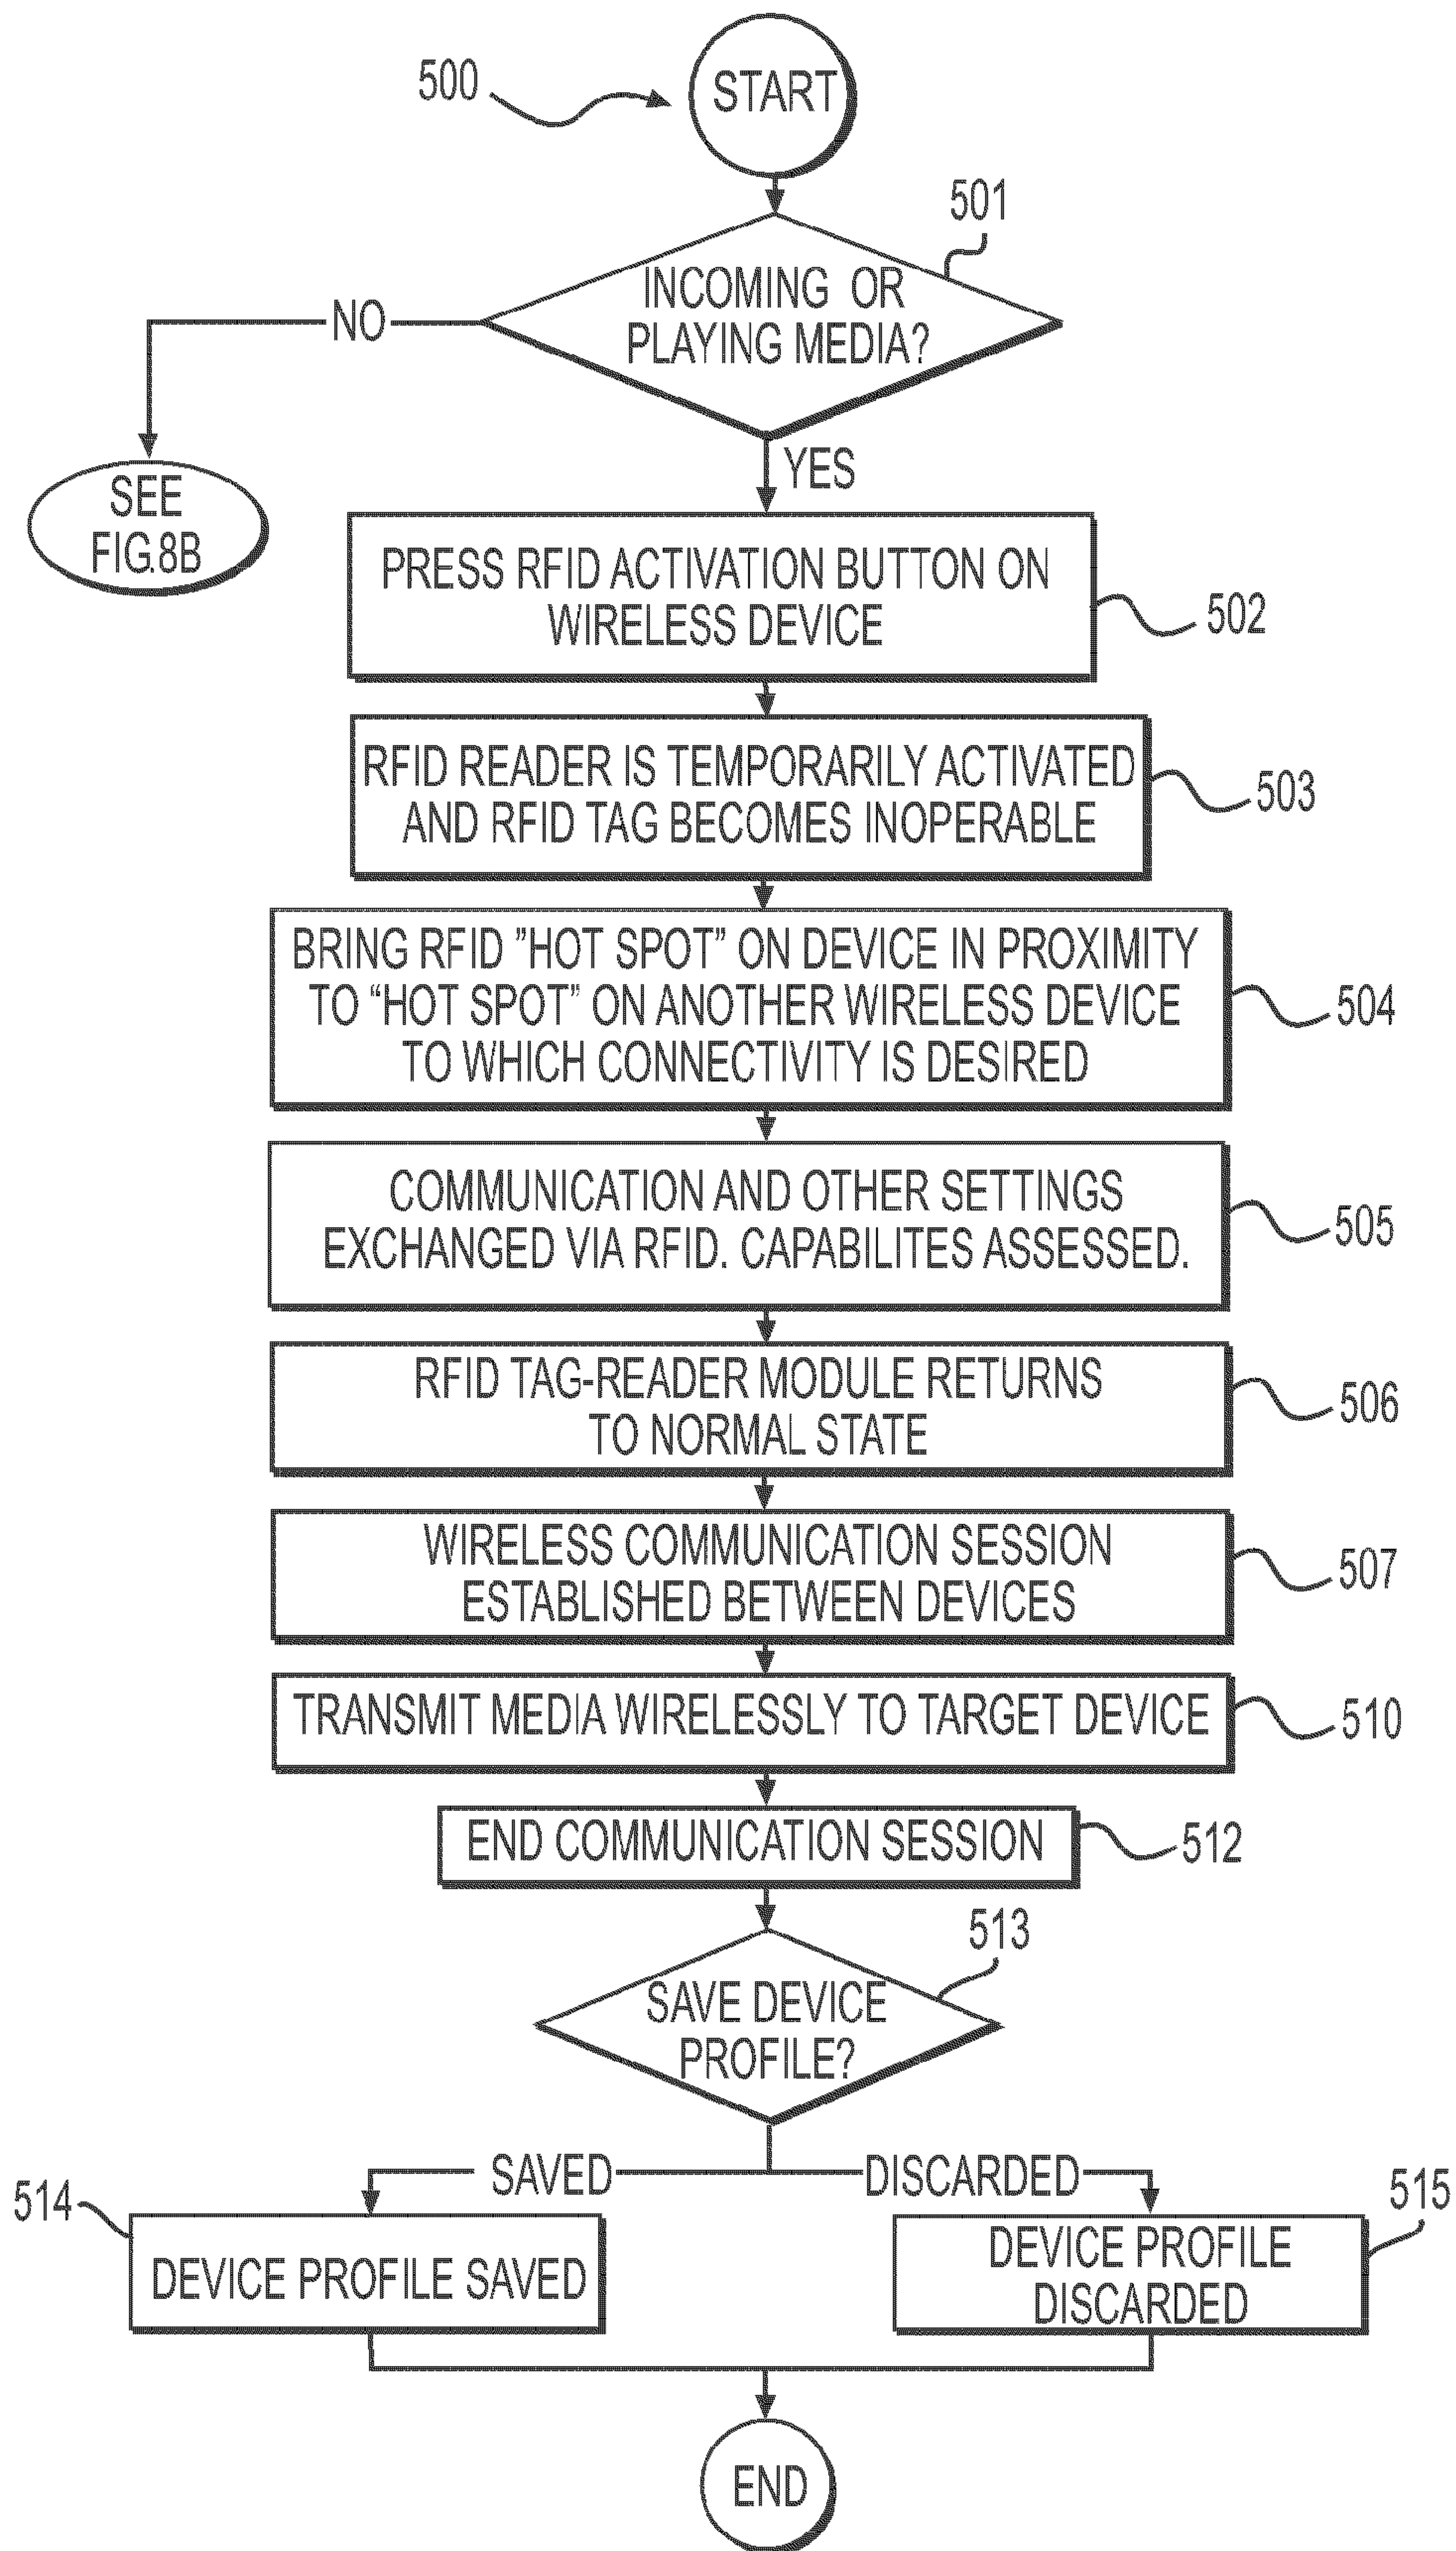 500
START
501
INCOMING OR
PLAYING MEDIA?
NO
YES
SEE
FIG.8B
PRESS RFID ACTIVATION BUTTON ON
WIRELESS DEVICE
502
RFID READER IS TEMPORARILY ACTIVATED
AND RFID TAG BECOMES INOPERABLE
503
BRING RFID ”HOT SPOT” ON DEVICE IN PROXIMITY
TO “HOT SPOT” ON ANOTHER WIRELESS DEVICE
TO WHICH CONNECTIVITY IS DESIRED
504
COMMUNICATION AND OTHER SETTINGS
EXCHANGED VIA RFID. CAPABILITES ASSESSED.
505
RFID TAG-READER MODULE RETURNS
TO NORMAL STATE
506
WIRELESS COMMUNICATION SESSION
ESTABLISHED BETWEEN DEVICES
507
TRANSMIT MEDIA WIRELESSLY TO TARGET DEVICE
510
END COMMUNICATION SESSION
512
513
SAVE DEVICE
PROFILE?
SAVED
DISCARDED
514
DEVICE PROFILE SAVED
515
DEVICE PROFILE
DISCARDED
END